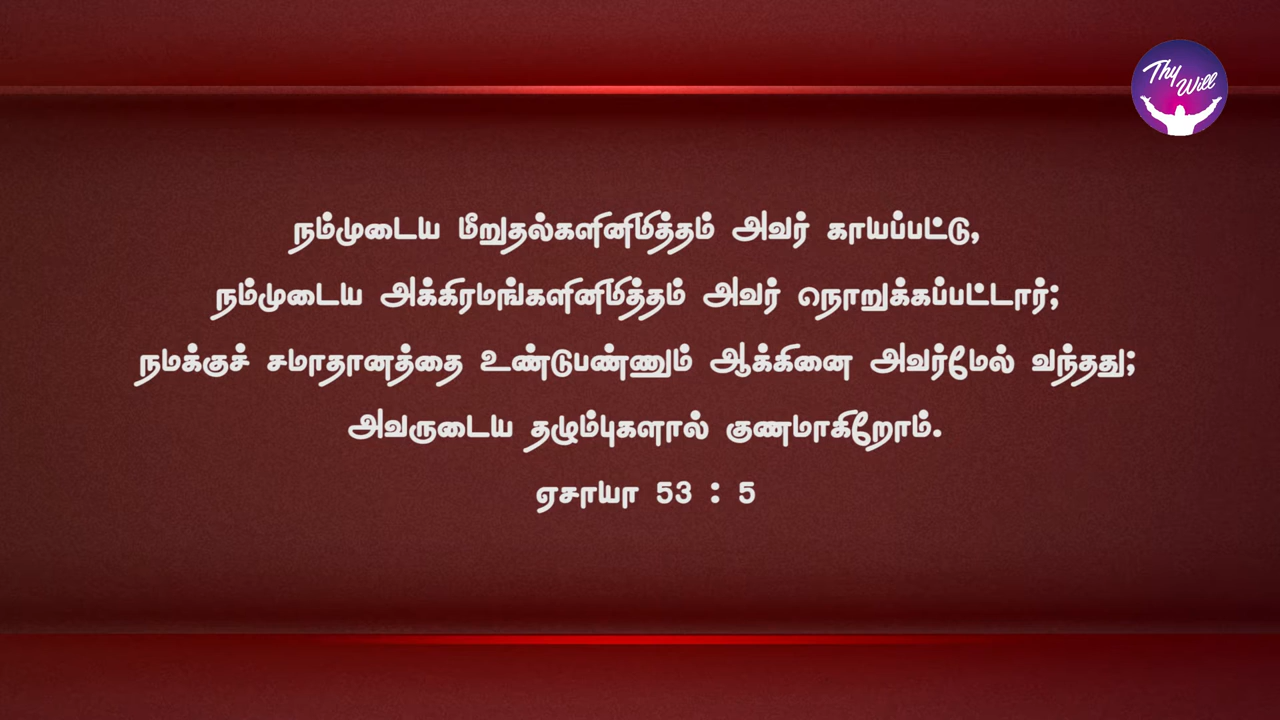 Thy
Will
நம்முடைய மீறுதல்களினிமித்தம் அவர் காயப்பட்டு,
நம்முடைய அக்கிரமங்களினிமித்தம் அவர் நொறுக்கப்பட்டார்;
நமக்குச் சமாதானத்தை உண்டுபண்ணும் ஆக்கினை அவர்மேல் வந்தது;
அவருடைய தழும்புகளால் குணமாகிறோம்.
ஏசாயா 53 : 5